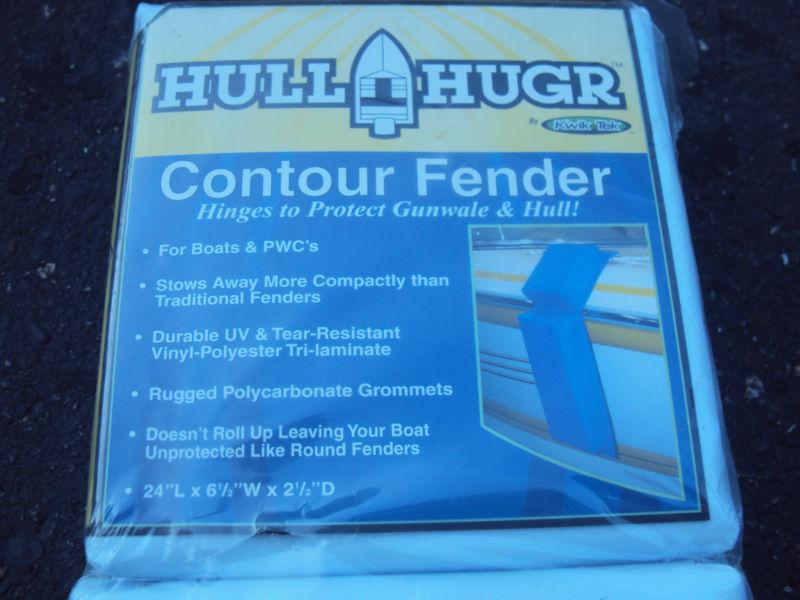 HULL HUGR™
By Kwik Tek™
Contour Fender
Hinges to Protect Gunwale & Hull!
• For Boats & PWC's
• Stows Away More Compactly than
Traditional Fenders
• Durable UV & Tear-Resistant
Vinyl-Polyester Tri-laminate
• Rugged Polycarbonate Grommets
• Doesn't Roll Up Leaving Your Boat
Unprotected Like Round Fenders
• 24"L x 6½"W x 2½"D